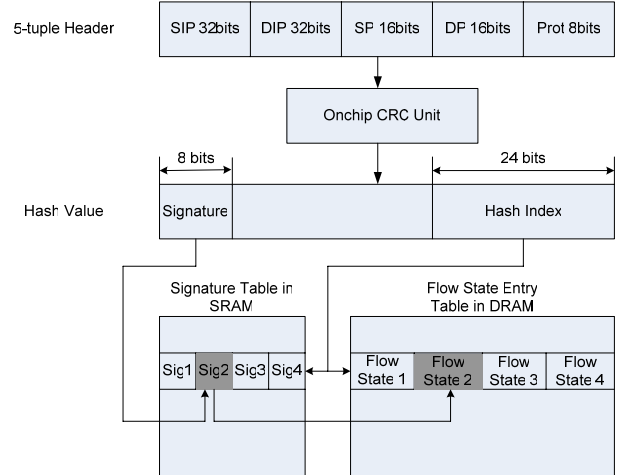 5-tuple Header
SIP 32bits
DIP 32bits
SP 16bits
DP 16bits
Prot 8bits
Onchip CRC Unit
8 bits
24 bits
Hash Value
Signature
Hash Index
Signature Table in
SRAM
Flow State Entry
Table in DRAM
Sig1
Sig2
Sig3
Sig4
Flow
State 1
Flow
State 2
Flow
State 3
Flow
State 4